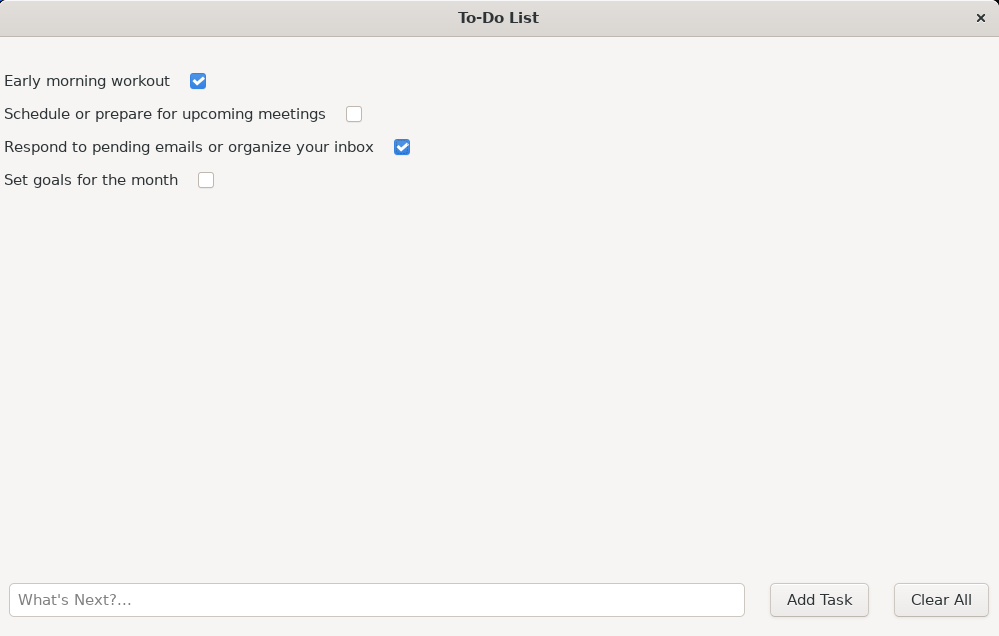 To-Do List
Early morning workout
Schedule or prepare for upcoming meetings
Respond to pending emails or organize your inbox
Set goals for the month
What's Next?...
Add Task
Clear All